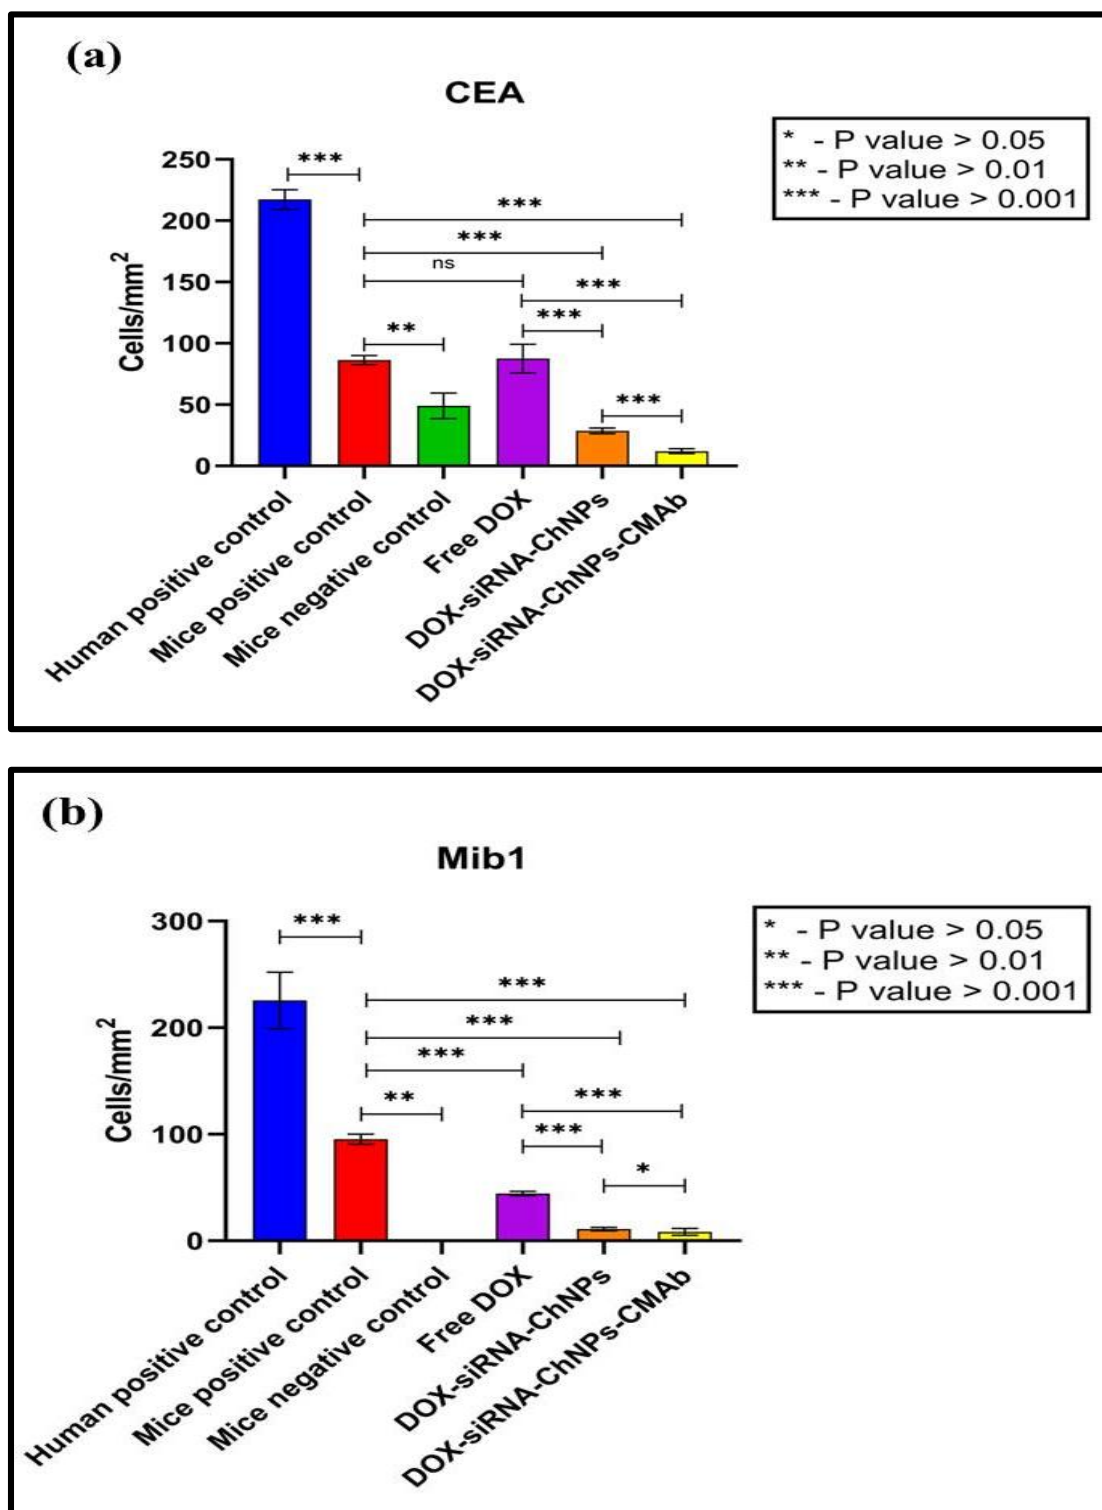 (a)
CEA
* - P value > 0.05
** - P value > 0.01
*** - P value > 0.001
Cells/mm²
250
200
150
100
50
0
***
***
***
ns
***
***
**
***
Human positive control
Mice positive control
Mice negative control
Free DOX
DOX-siRNA-ChNPs
DOX-siRNA-ChNPs-CMAb
(b)
Mib1
* - P value > 0.05
** - P value > 0.01
*** - P value > 0.001
Cells/mm²
300
200
100
0
***
***
***
***
***
**
***
*
Human positive control
Mice positive control
Mice negative control
Free DOX
DOX-siRNA-ChNPs
DOX-siRNA-ChNPs-CMAb